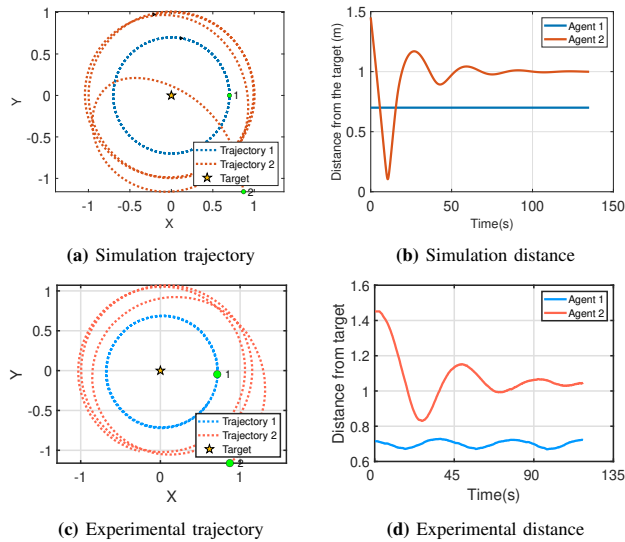 1
0.5
0
-0.5
-1
Y
-1
-0.5
0
0.5
1
X
1
2
Trajectory 1
Trajectory 2
Target
(a) Simulation trajectory
1.5
1
0.5
0
Distance from the target (m)
0
50
100
150
Time(s)
Agent 1
Agent 2
(b) Simulation distance
1
0.5
0
-0.5
-1
Y
-1
0
1
X
1
2
Trajectory 1
Trajectory 2
Target
(c) Experimental trajectory
1.6
1.4
1.2
1
0.8
0.6
Distance from target
0
45
90
135
Time(s)
Agent 1
Agent 2
(d) Experimental distance